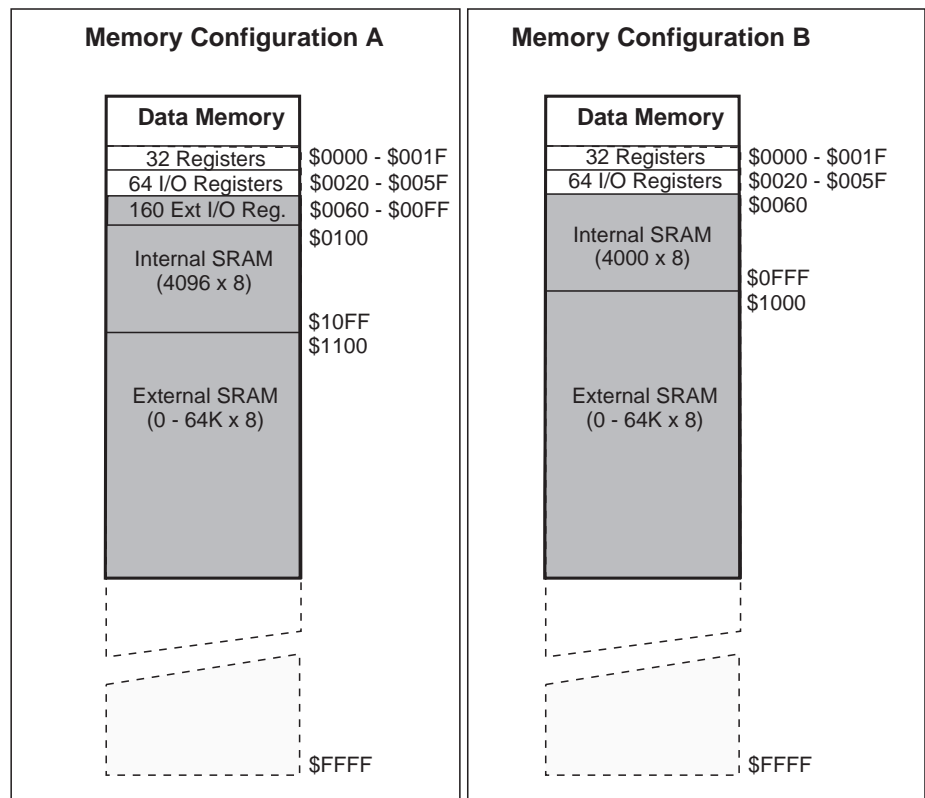 Memory Configuration A
Data Memory
32 Registers
$0000 - $001F
64 I/O Registers
$0020 - $005F
160 Ext I/O Reg.
$0060 - $00FF
$0100
Internal SRAM
(4096 x 8)
$10FF
$1100
External SRAM
(0 - 64K x 8)
$FFFF
Memory Configuration B
Data Memory
32 Registers
$0000 - $001F
64 I/O Registers
$0020 - $005F
$0060
Internal SRAM
(4000 x 8)
$0FFF
$1000
External SRAM
(0 - 64K x 8)
$FFFF